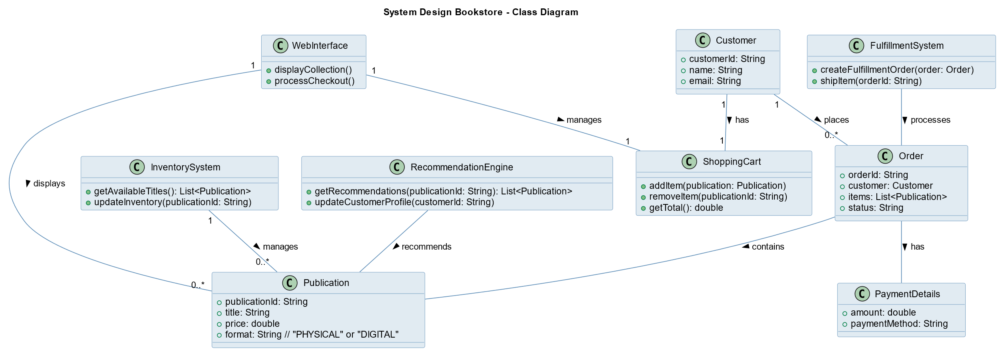 System Design Bookstore - Class Diagram
C WebInterface
displayCollection()
processCheckout()
C Customer
customerId: String
name: String
email: String
C FulfillmentSystem
createFulfillmentOrder(order: Order)
shipItem(orderId: String)
1
1
1
1
manages
has
places
processes
1
1
0..*
displays
C InventorySystem
getAvailableTitles(): List<Publication>
updateInventory(publicationId: String)
C RecommendationEngine
getRecommendations(publicationId: String): List<Publication>
updateCustomerProfile(customerId: String)
C ShoppingCart
addItem(publication: Publication)
removeItem(publicationId: String)
getTotal(): double
C Order
orderId: String
customer: Customer
items: List<Publication>
status: String
1
manages
recommends
contains
has
0..*
0..*
C Publication
publicationId: String
title: String
price: double
format: String // "PHYSICAL" or "DIGITAL"
C PaymentDetails
amount: double
paymentMethod: String